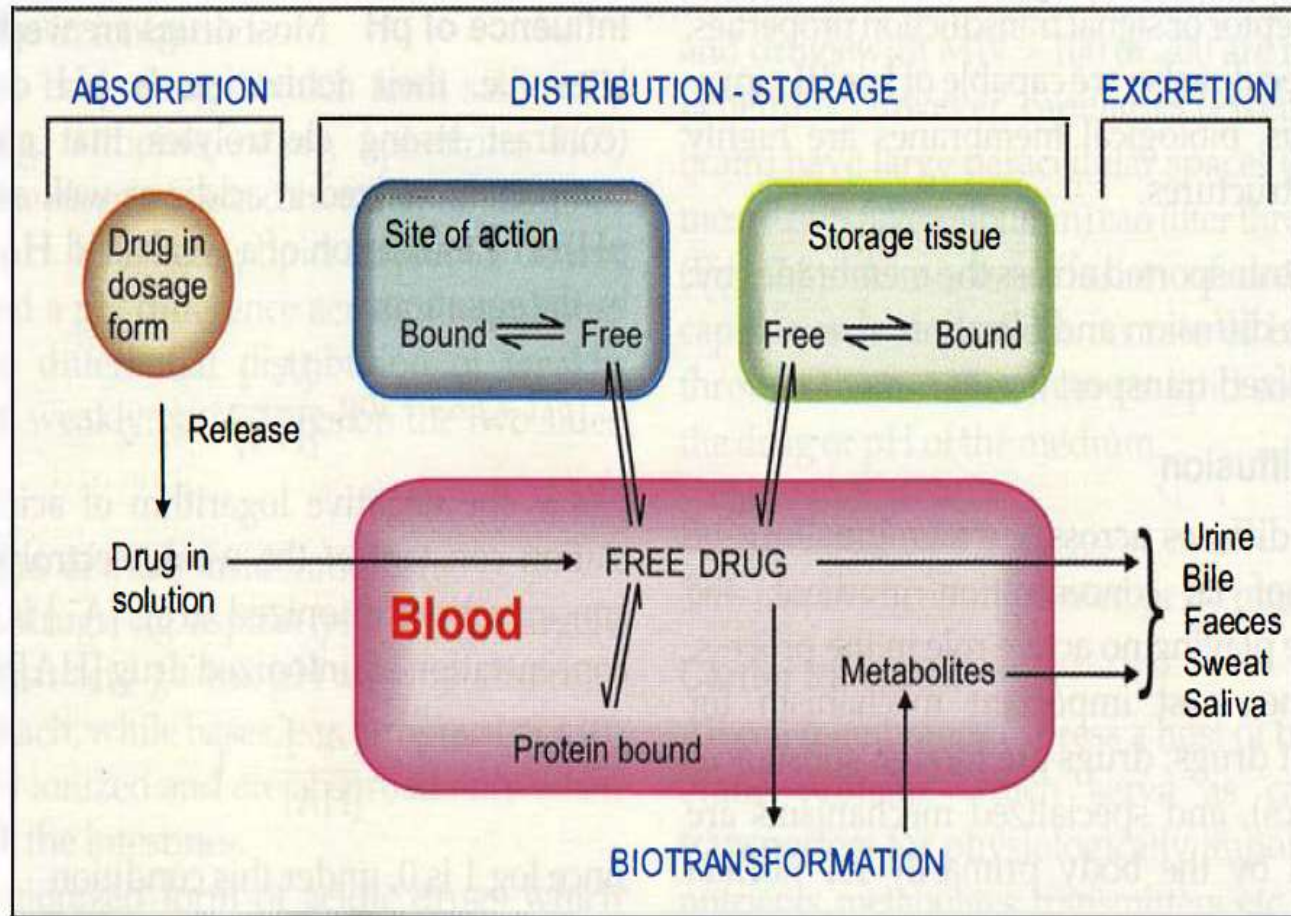 ABSORPTION
DISTRIBUTION - STORAGE
EXCRETION
Drug in
dosage
form
Release
Drug in
solution
Site of action
Bound Free
Storage tissue
Free Bound
FREE DRUG
Blood
Protein bound
Metabolites
BIOTRANSFORMATION
Urine
Bile
Faeces
Sweat
Saliva